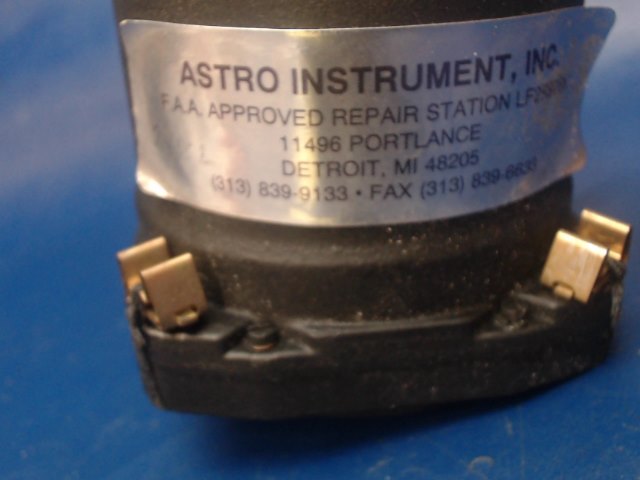 ASTRO INSTRUMENT, INC.
F.A.A. APPROVED REPAIR STATION
11496 PORTLANCE
DETROIT, MI 48205
(313) 839-9133 • FAX (313)